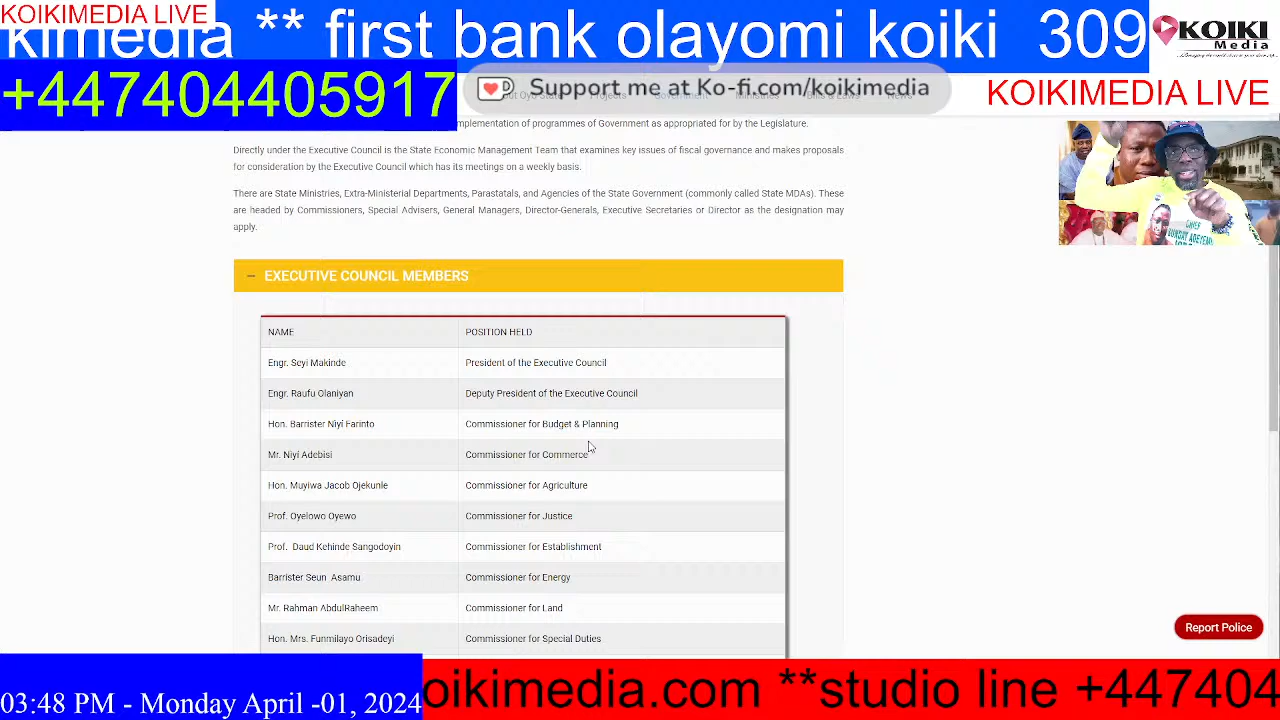 KOIKIMEDIA LIVE
kimedia ** first bank olayomi koiki 309
KOIKI
Media
+447404405917
Support me at Ko-fi.com/koikimedia
KOIKIMEDIA LIVE
implementation of programmes of Government as appropriated for by the Legislature.
Directly under the Executive Council is the State Economic Management Team that examines key issues of fiscal governance and makes proposals
for consideration by the Executive Council which has its meetings on a weekly basis.
There are State Ministries, Extra-Ministerial Departments, Parastatals, and Agencies of the State Government (commonly called State MDAs). These
are headed by Commissioners, Special Advisers, General Managers, Director-Generals, Executive Secretaries or Director as the designation may
apply.
CHIEF
SUNDAY ADEYEMO
− EXECUTIVE COUNCIL MEMBERS
NAME POSITION HELD
Engr. Seyi Makinde President of the Executive Council
Engr. Raufu Olaniyan Deputy President of the Executive Council
Hon. Barrister Niyi Farinto Commissioner for Budget & Planning
Mr. Niyi Adebisi Commissioner for Commerce
Hon. Muyiwa Jacob Ojekunle Commissioner for Agriculture
Prof. Oyelowo Oyewo Commissioner for Justice
Prof. Daud Kehinde Sangodoyin Commissioner for Establishment
Barrister Seun Asamu Commissioner for Energy
Mr. Rahman AbdulRaheem Commissioner for Land
Hon. Mrs. Funmilayo Orisadeyi Commissioner for Special Duties
Report Police
03:48 PM - Monday April -01, 2024
oikimedia.com **studio line +447404